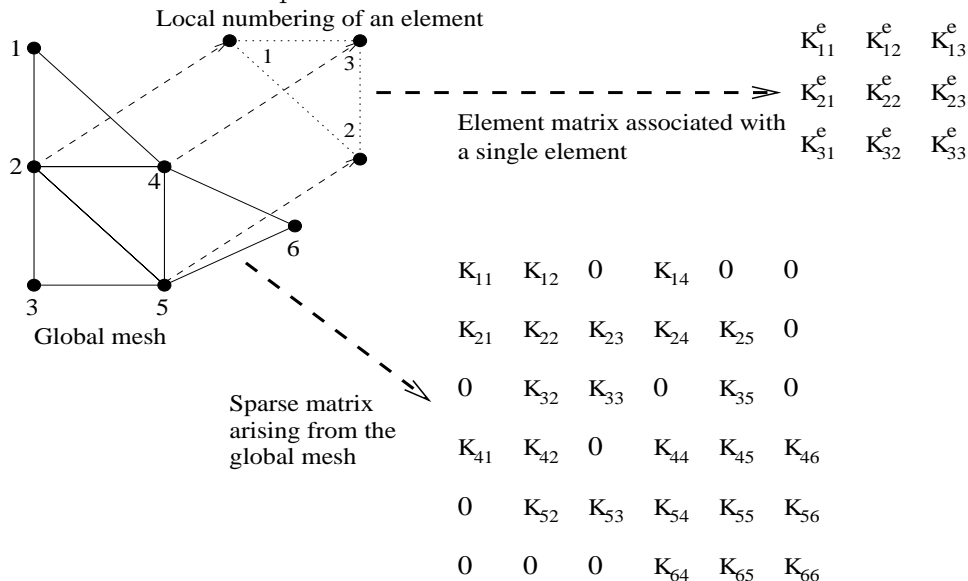 Local numbering of an element
1
1
3
2
2
4
6
3
5
Global mesh
Element matrix associated with
a single element
K^e_11 K^e_12 K^e_13
K^e_21 K^e_22 K^e_23
K^e_31 K^e_32 K^e_33
Sparse matrix
arising from the
global mesh
K_11 K_12 0 K_14 0 0
K_21 K_22 K_23 K_24 K_25 0
0 K_32 K_33 0 K_35 0
K_41 K_42 0 K_44 K_45 K_46
0 K_52 K_53 K_54 K_55 K_56
0 0 0 K_64 K_65 K_66